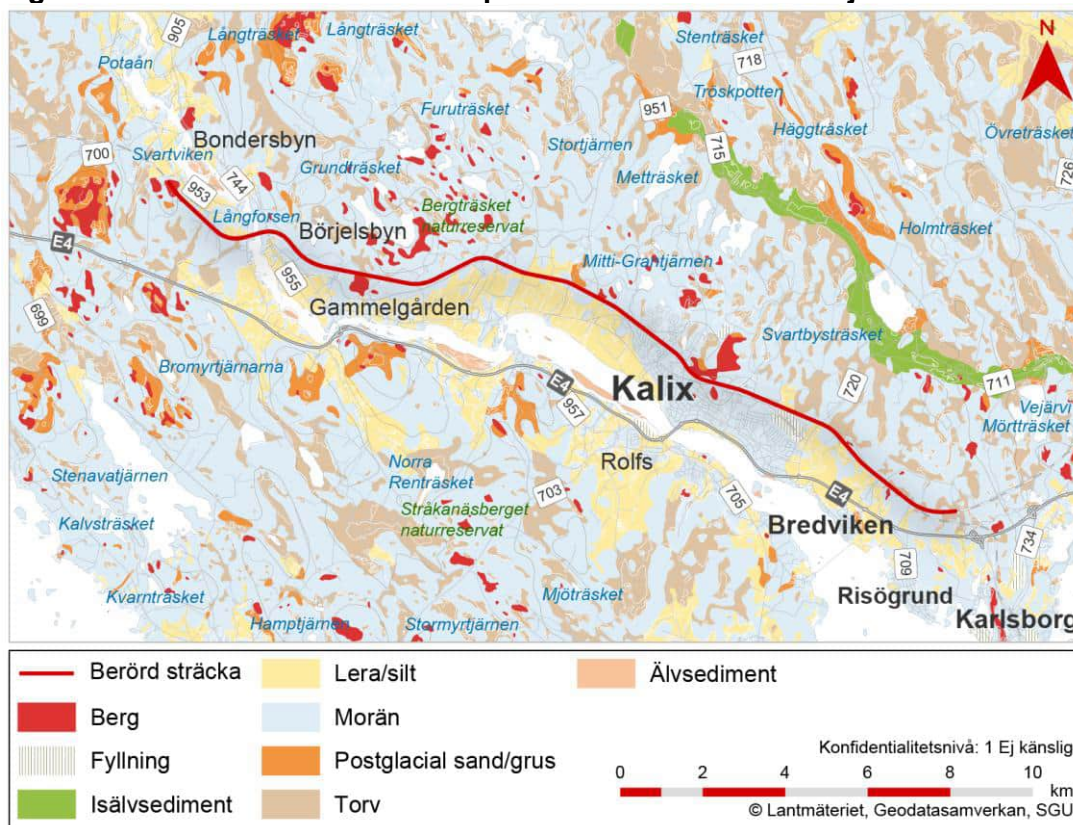 905
Långträsket
Långträsket
Stenträsket
N
Potaån
718
Tröskpotten
951
Furuträsket
Häggträsket
Övreträsket
Bondersbyn
Stortjärnen
715
700
Svartviken
Grundträsket
726
744
Metträsket
953
Bergträsket
naturreservat
Långforsen
Börjelsbyn
Holmträsket
E4
Mitti-Grantjärnen
955
Gammelgården
699
Svartbysträsket
Bromyrtjärnarna
720
711
E4
Kalix
957
Vejärvi
Mörtträsket
Rolfs
Norra
Renträsket
Stenavatjärnen
703
E4
705
Stråkanäsberget
naturreservat
Kalvsträsket
Bredviken
734
709
Kvarnträsket
Mjöträsket
Risögrund
Hamptjärnen
Stormyrtjärnen
Karlsborg
Berörd sträcka
Lera/silt
Älvsediment
Berg
Morän
Fyllning
Postglacial sand/grus
Konfidentialitetsnivå: 1 Ej känslig
0 2 4 6 8 10
km
Isälvsediment
Torv
© Lantmäteriet, Geodatasamverkan, SGU